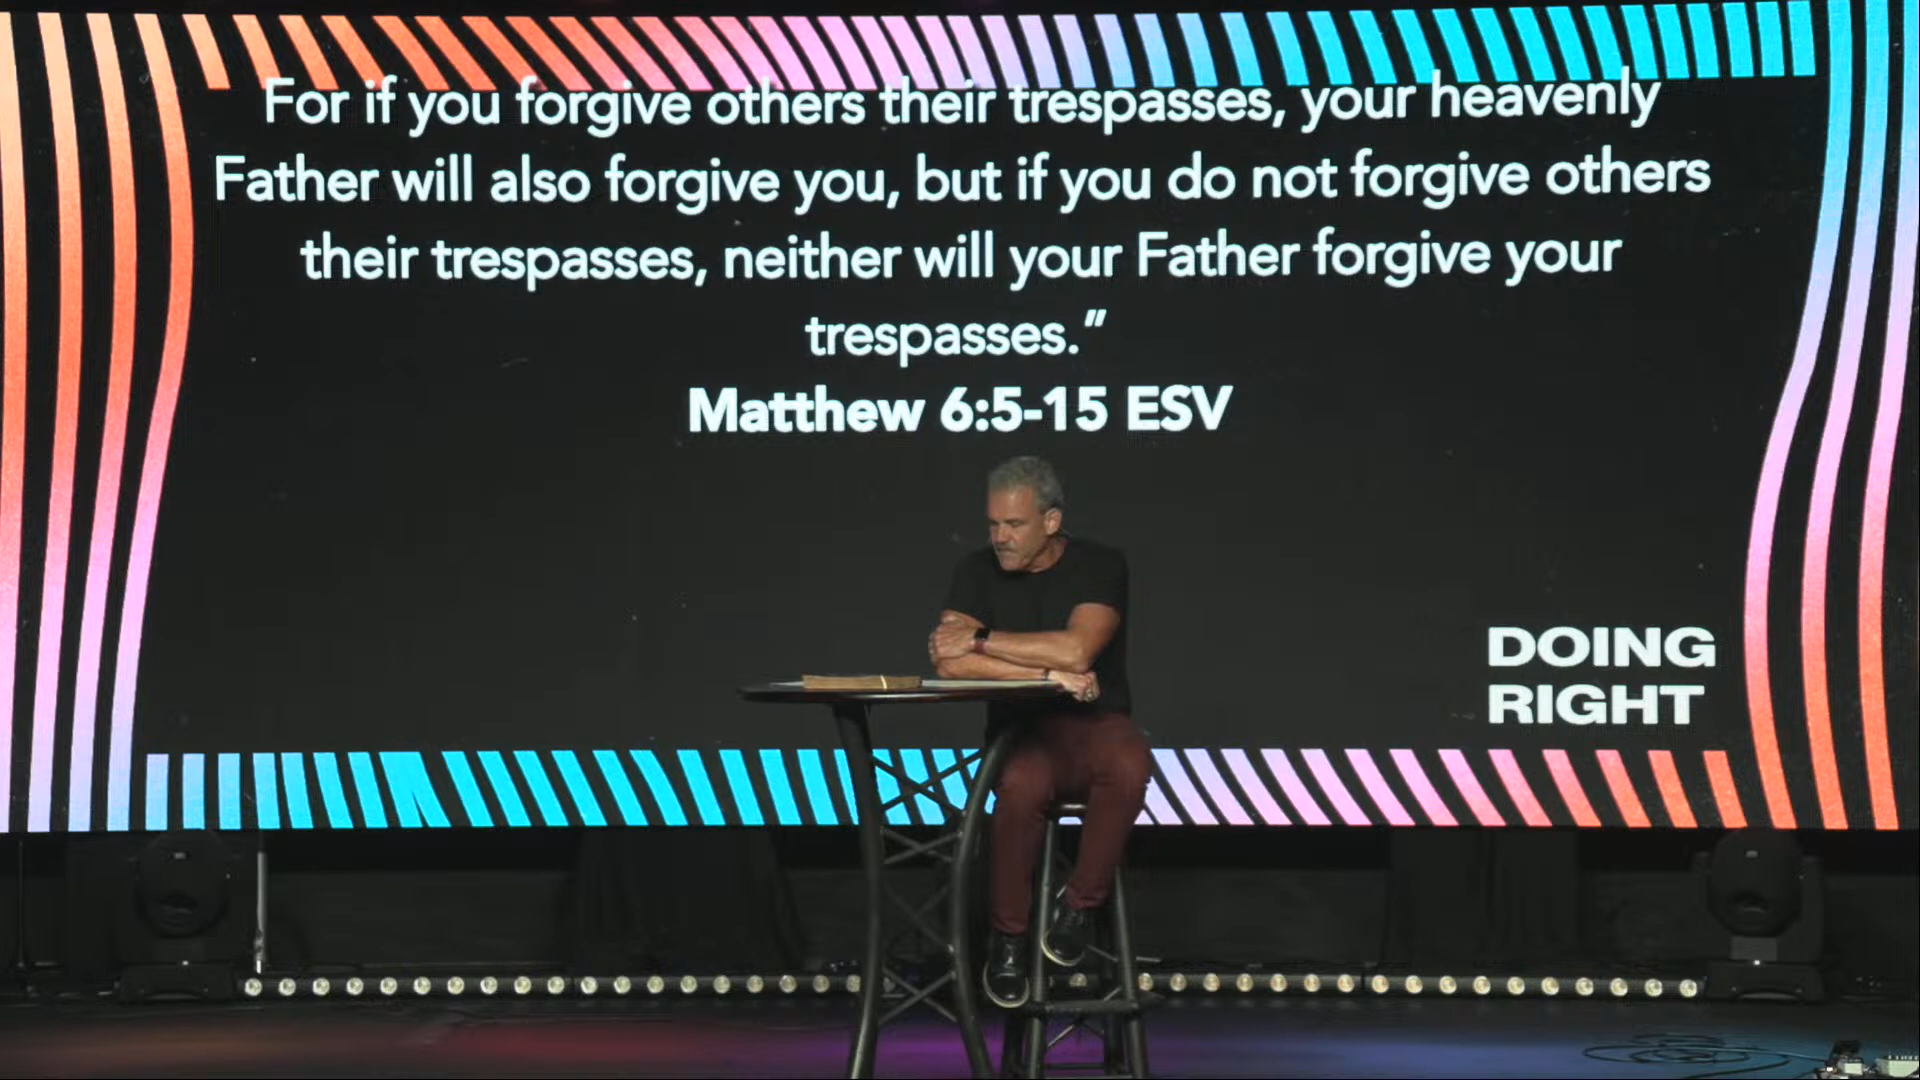 For if you forgive others their trespasses, your heavenly
Father will also forgive you, but if you do not forgive others
their trespasses, neither will your Father forgive your
trespasses.”
Matthew 6:5-15 ESV
DOING
RIGHT